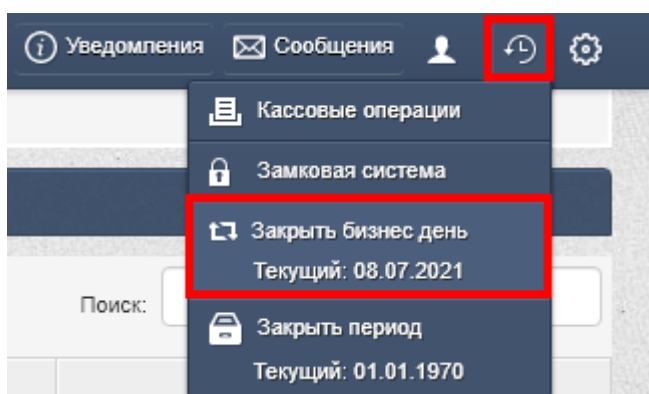 Уведомления Сообщения
Кассовые операции
Замковая система
Закрыть бизнес день
Текущий: 08.07.2021
Поиск:
Закрыть период
Текущий: 01.01.1970